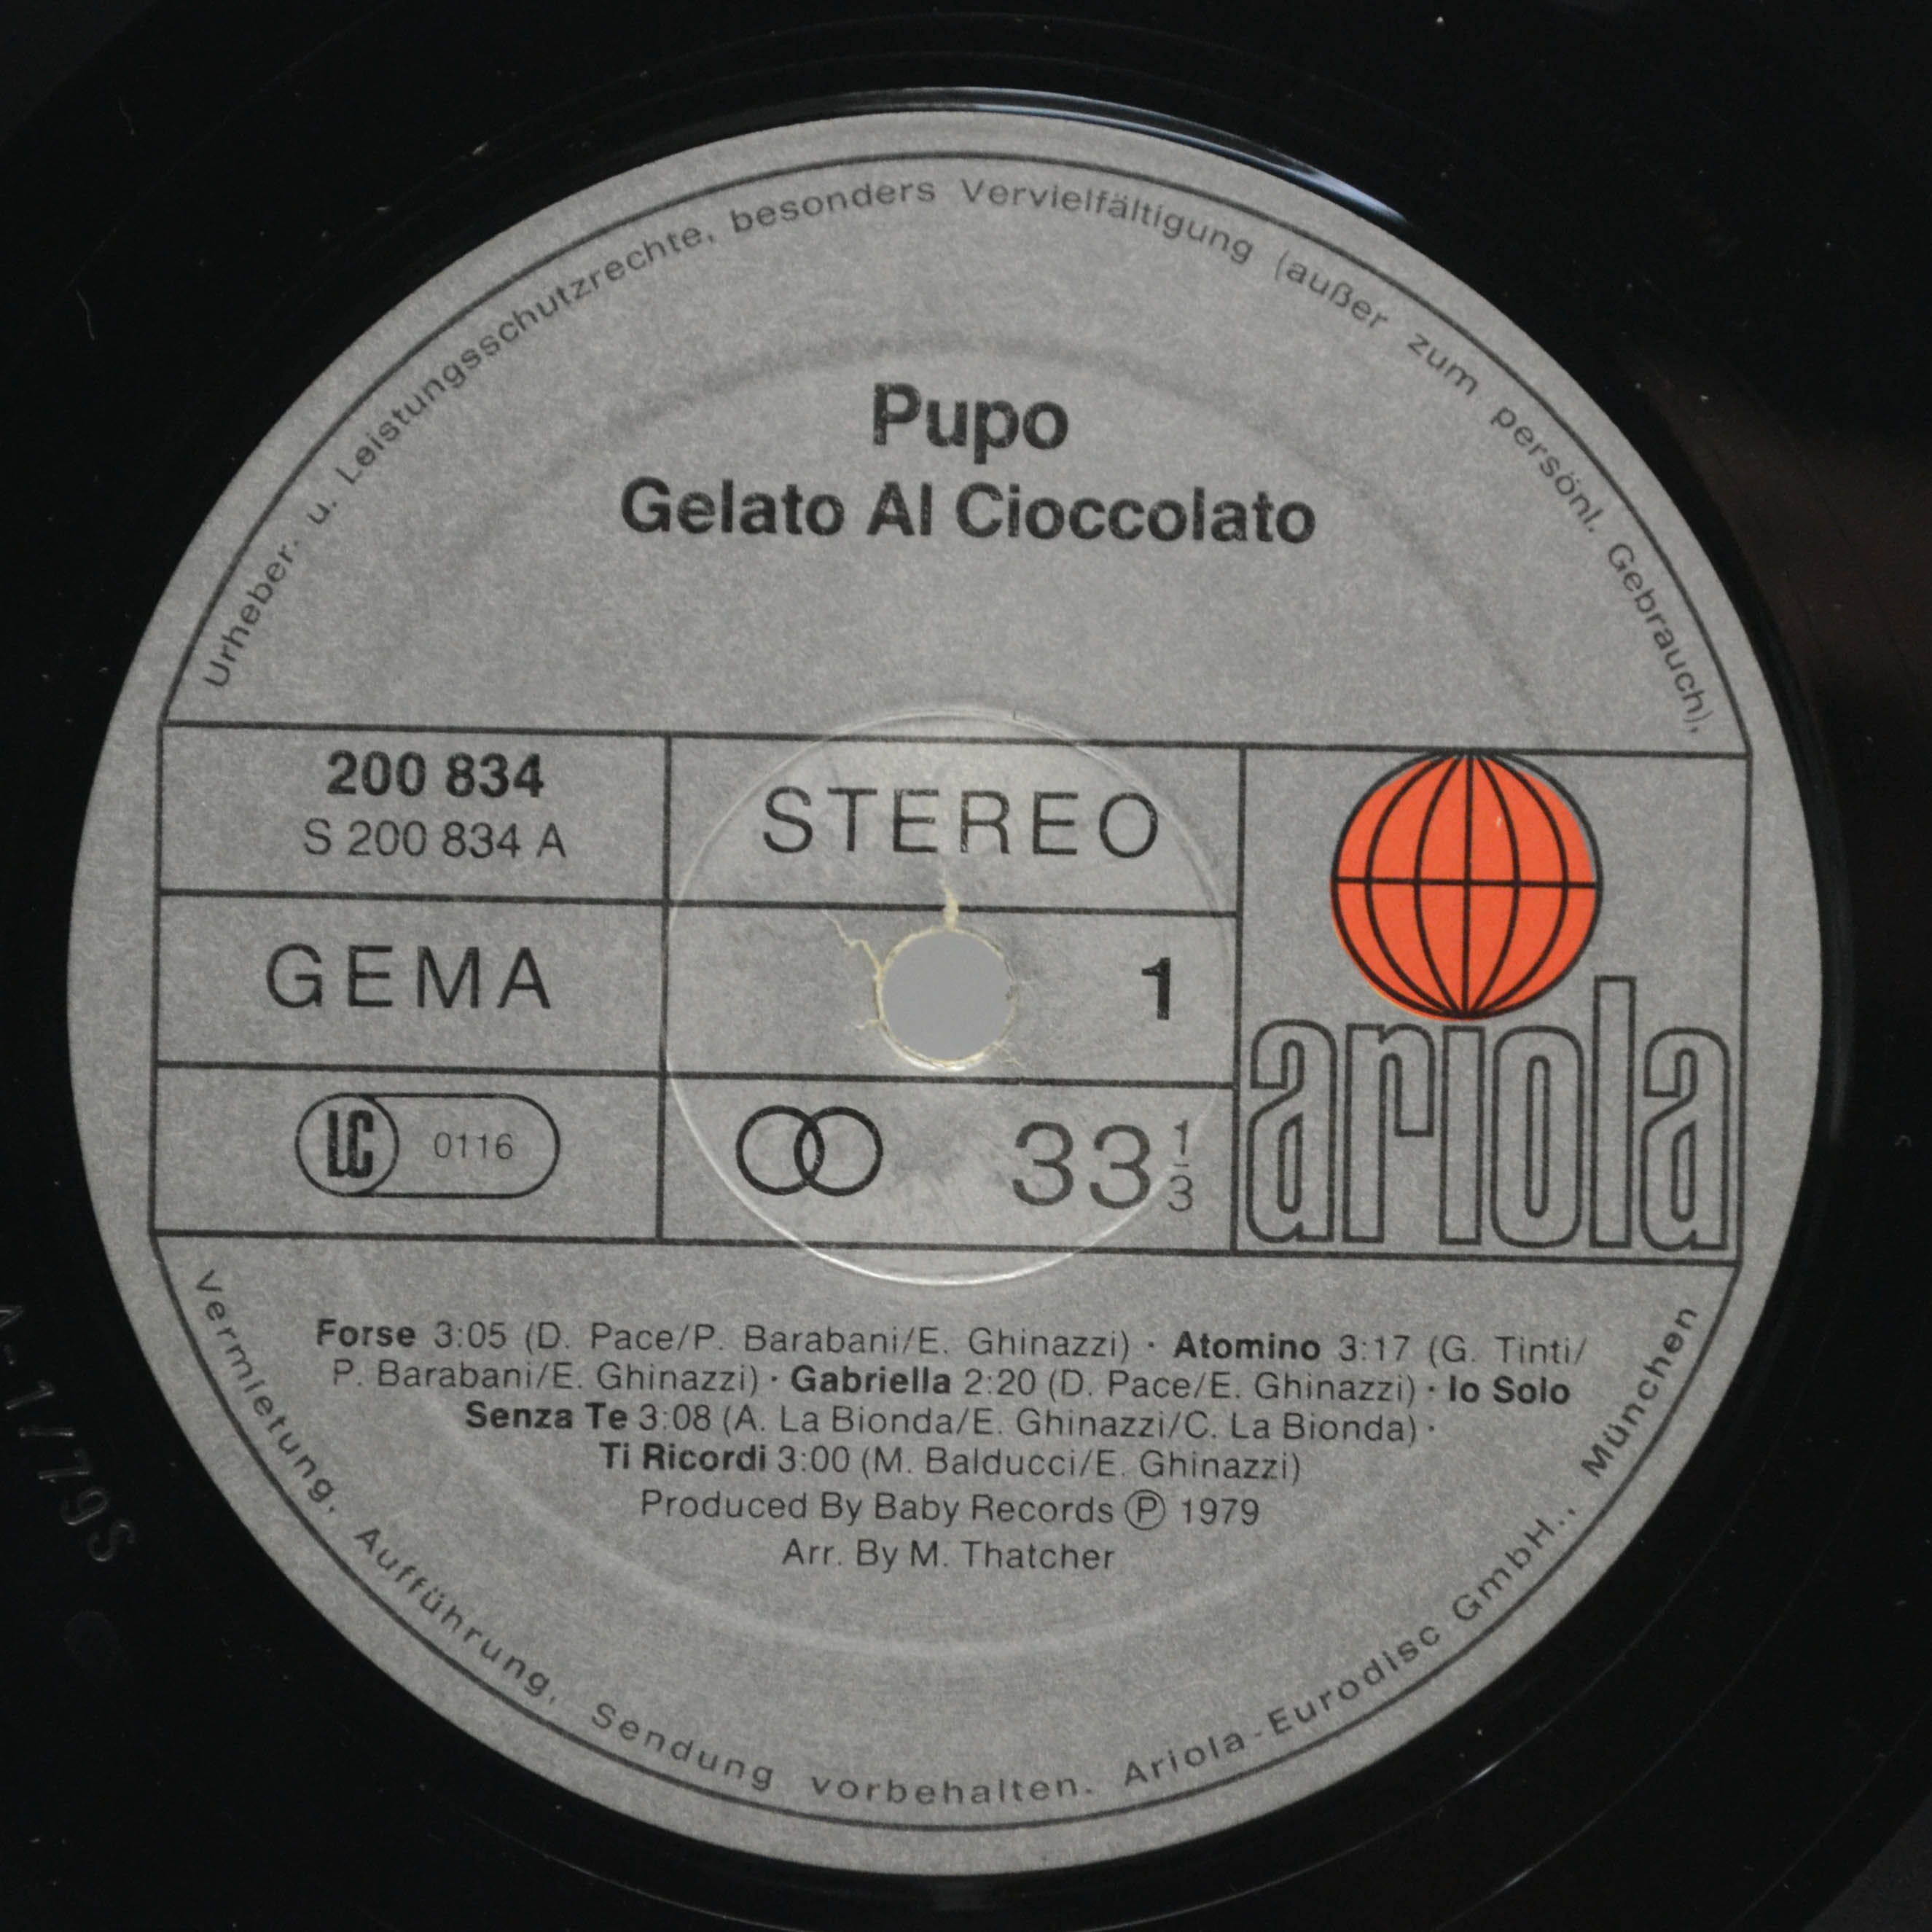 Urheber. u. Leistungsschutzrechte, besonders Vervielfältigung (außer zum persönl. Gebrauch),
Pupo
Gelato Al Cioccolato
200 834
S 200 834 A
STEREO
GEMA
1
LC 0116
33 1/3
ariola
Forse 3:05 (D. Pace/P. Barabani/E. Ghinazzi) · Atomino 3:17 (G. Tinti/
P. Barabani/E. Ghinazzi) · Gabriella 2:20 (D. Pace/E. Ghinazzi) · Io Solo
Senza Te 3:08 (A. La Bionda/E. Ghinazzi/C. La Bionda) ·
Ti Ricordi 3:00 (M. Balducci/E. Ghinazzi)
Produced By Baby Records Ⓟ 1979
Arr. By M. Thatcher
Vermietung, Aufführung, Sendung vorbehalten. Ariola-Eurodisc GmbH., München